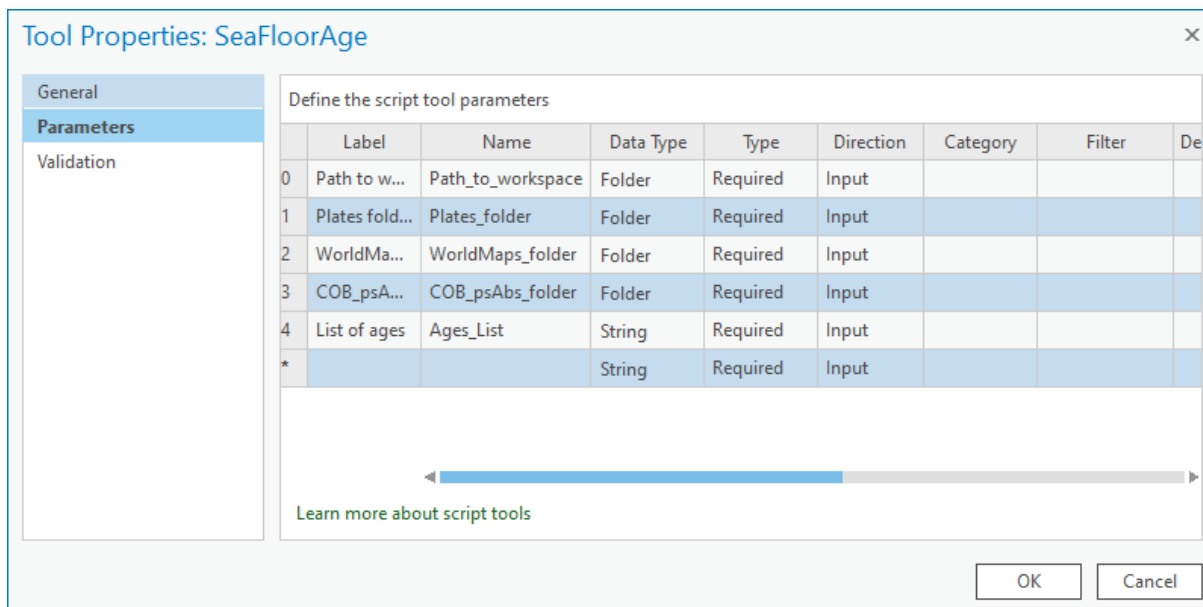 Tool Properties: SeaFloorAge
General
Parameters
Validation
Define the script tool parameters
Label Name Data Type Type Direction Category Filter De
0 Path to w... Path_to_workspace Folder Required Input
1 Plates fold... Plates_folder Folder Required Input
2 WorldMa... WorldMaps_folder Folder Required Input
3 COB_psA... COB_psAbs_folder Folder Required Input
4 List of ages Ages_List String Required Input
* String Required Input
Learn more about script tools
OK Cancel